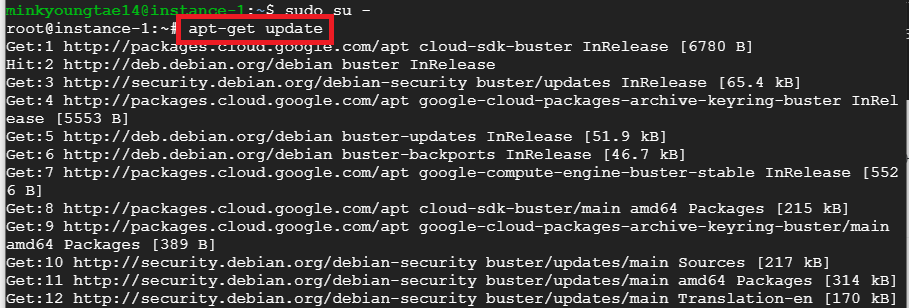 minkyoungtae14@instance-1:~$ sudo su -
root@instance-1:~# apt-get update
Get:1 http://packages.cloud.google.com/apt cloud-sdk-buster InRelease [6780 B]
Hit:2 http://deb.debian.org/debian buster InRelease
Get:3 http://security.debian.org/debian-security buster/updates InRelease [65.4 kB]
Get:4 http://packages.cloud.google.com/apt google-cloud-packages-archive-keyring-buster InRel
ease [5553 B]
Get:5 http://deb.debian.org/debian buster-updates InRelease [51.9 kB]
Get:6 http://deb.debian.org/debian buster-backports InRelease [46.7 kB]
Get:7 http://packages.cloud.google.com/apt google-compute-engine-buster-stable InRelease [552
6 B]
Get:8 http://packages.cloud.google.com/apt cloud-sdk-buster/main amd64 Packages [215 kB]
Get:9 http://packages.cloud.google.com/apt google-cloud-packages-archive-keyring-buster/main
amd64 Packages [389 B]
Get:10 http://security.debian.org/debian-security buster/updates/main Sources [217 kB]
Get:11 http://security.debian.org/debian-security buster/updates/main amd64 Packages [314 kB]
Get:12 http://security.debian.org/debian-security buster/updates/main Translation-en [170 kB]